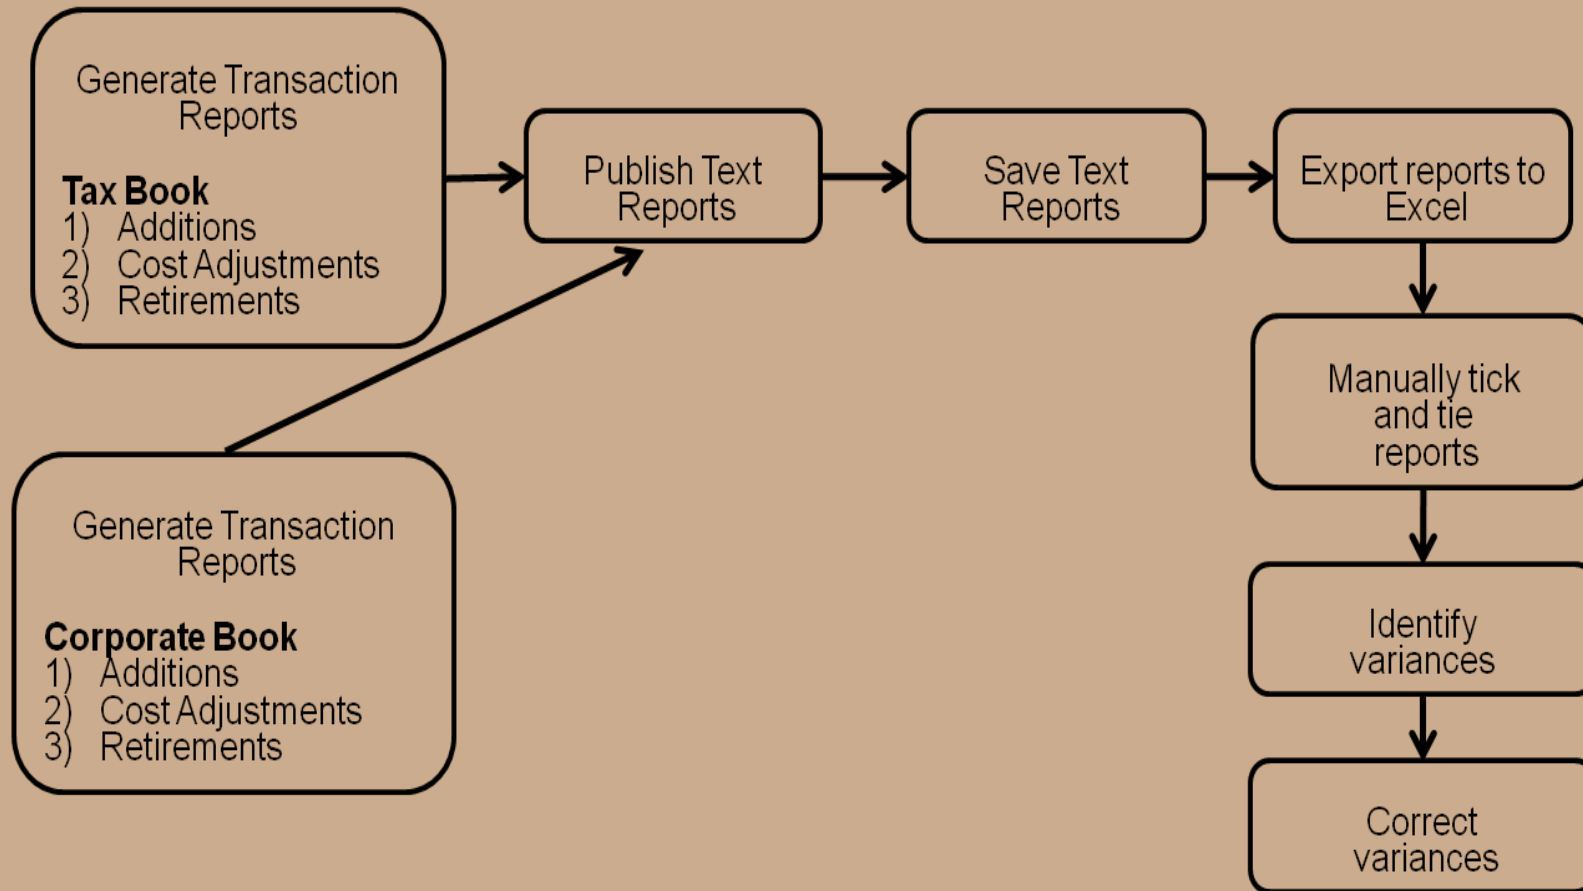 Generate Transaction
Reports
Tax Book
1) Additions
2) Cost Adjustments
3) Retirements
Publish Text
Reports
Save Text
Reports
Export reports to
Excel
Manually tick
and tie
reports
Identify
variances
Correct
variances
Generate Transaction
Reports
Corporate Book
1) Additions
2) Cost Adjustments
3) Retirements